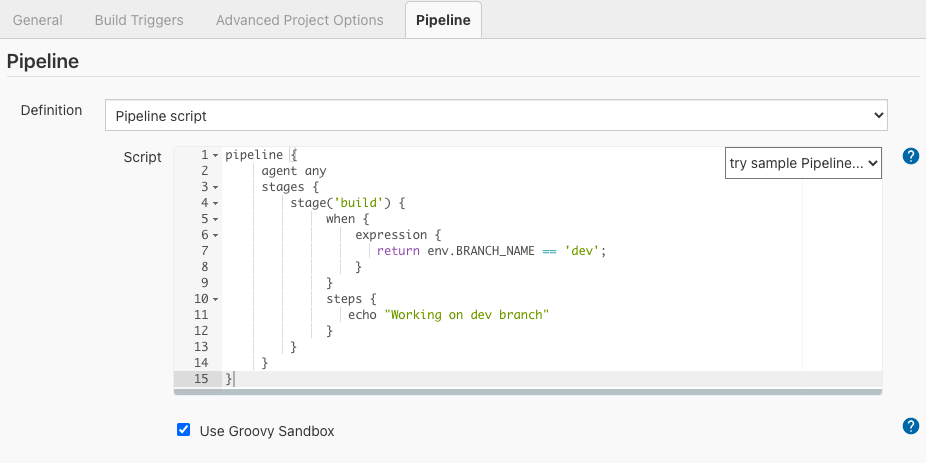 General Build Triggers Advanced Project Options Pipeline
Pipeline
Definition Pipeline script
Script try sample Pipeline...
1 pipeline {
2 agent any
3 stages {
4 stage('build') {
5 when {
6 expression {
7 return env.BRANCH_NAME == 'dev';
8 }
9 }
10 steps {
11 echo "Working on dev branch"
12 }
13 }
14 }
15 }
Use Groovy Sandbox